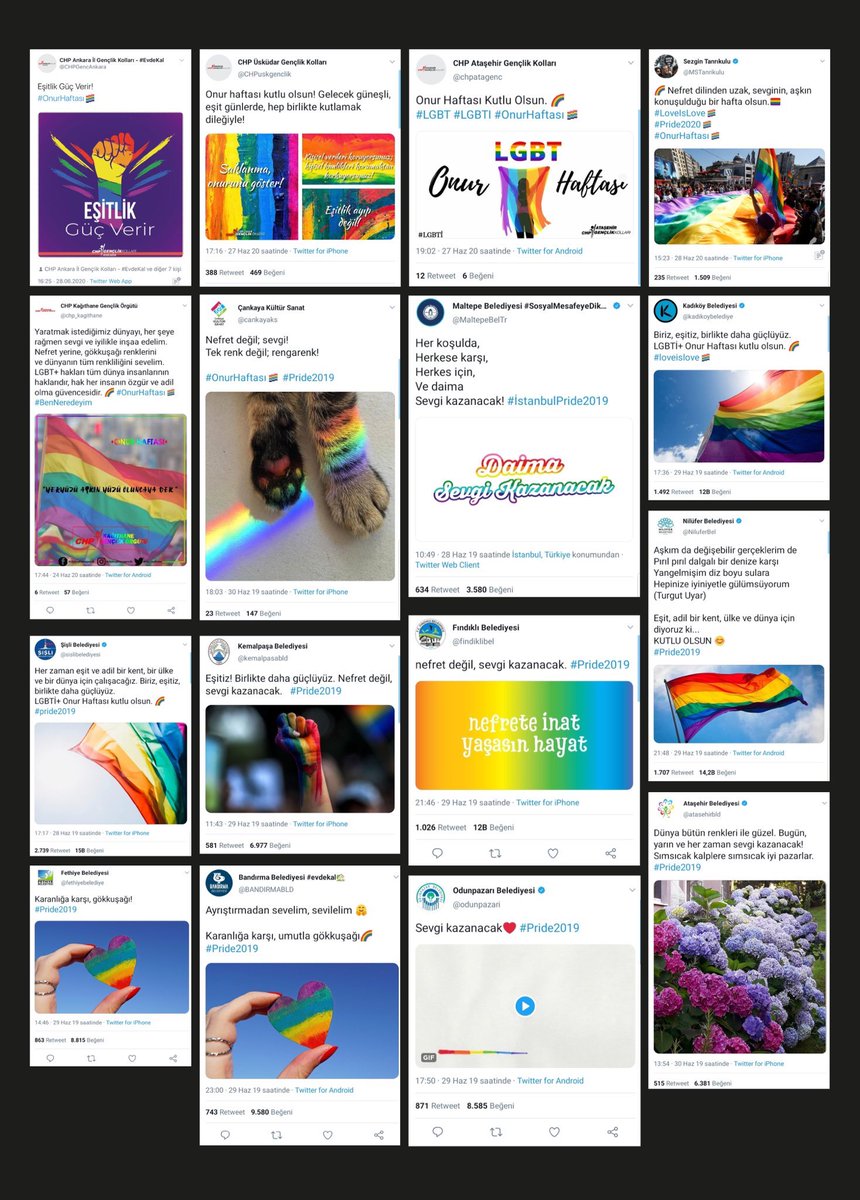 CHP Ankara İl Gençlik Kolları - #EvdeKal
@CHPGencAnkara
Eşitlik Güç Verir!
#OnurHaftası
EŞİTLİK
Güç Verir
CHP Ankara İl Gençlik Kolları - #EvdeKal ve diğer 7 kişi
16:25 · 28.06.2020 · Twitter Web App
CHP Üsküdar Gençlik Kolları
@CHPuskgenclik
Onur haftası kutlu olsun! Gelecek güneşli,
eşit günlerde, hep birlikte kutlamak
dileğiyle!
Saklanma,
onurunu göster!
Kişisel verileri koruyorsunuz,
kişisel kimlikleri korumaktan
korkuyorsunuz!
Eşitlik ayıp
değil!
17:16 · 27 Haz 20 saatinde · Twitter for iPhone
388 Retweet 469 Beğeni
CHP Ataşehir Gençlik Kolları
@chpatagenc
Onur Haftası Kutlu Olsun. 🌈
#LGBT #LGBTI #OnurHaftası
LGBT
Onur Haftası
#LGBTİ
ATAŞEHİR
CHP GENÇLİK KOLLARI
19:02 · 27 Haz 20 saatinde · Twitter for Android
12 Retweet 6 Beğeni
Sezgin Tanrıkulu
@MSTanrikulu
🌈 Nefret dilinden uzak, sevginin, aşkın
konuşulduğu bir hafta olsun.🏳️‍🌈
#LoveIsLove
#Pride2020
#OnurHaftası
15:23 · 28 Haz 20 saatinde · Twitter for iPhone
235 Retweet 1.509 Beğeni
CHP Kağıthane Gençlik Örgütü
@chp_kagithane
Yaratmak istediğimiz dünyayı, her şeye
rağmen sevgi ve iyilikle inşaa edelim.
Nefret yerine, gökkuşağı renklerini
ve dünyanın tüm renkliliğini sevelim.
LGBT+ hakları tüm dünya insanlarının
haklarıdır, hak her insanın özgür ve adil
olma güvencesidir. 🌈 #OnurHaftası
#BenNeredeyim
•ONUR HAFTASI•
"YERYÜZÜ AŞKIN YÜZÜ OLUNCAYA DEK"
CHP KAĞITHANE
GENÇLİK ÖRGÜTÜ
17:44 · 24 Haz 20 saatinde · Twitter for Android
6 Retweet 57 Beğeni
Çankaya Kültür Sanat
@cankayaks
Nefret değil; sevgi!
Tek renk değil; rengarenk!
#OnurHaftası #Pride2019
18:03 · 30 Haz 19 saatinde · Twitter for iPhone
23 Retweet 147 Beğeni
Maltepe Belediyesi #SosyalMesafeyeDik...
@MaltepeBelTr
Her koşulda,
Herkese karşı,
Herkes için,
Ve daima
Sevgi kazanacak! #İstanbulPride2019
Daima
Sevgi Kazanacak
10:49 · 28 Haz 19 saatinde İstanbul, Türkiye konumundan ·
Twitter Web Client
634 Retweet 3.580 Beğeni
Kadıköy Belediyesi
@kadikoybelediye
Biriz, eşitiz, birlikte daha güçlüyüz.
LGBTİ+ Onur Haftası kutlu olsun. 🌈
#loveislove
17:36 · 29 Haz 19 saatinde · Twitter for Android
1.492 Retweet 12B Beğeni
Nilüfer Belediyesi
@NiluferBel
Aşkım da değişebilir gerçeklerim de
Pırıl pırıl dalgalı bir denize karşı
Yangelmişim diz boyu sulara
Hepinize iyiniyetle gülümsüyorum
(Turgut Uyar)
Eşit, adil bir kent, ülke ve dünya için
diyoruz ki...
KUTLU OLSUN 😊
#Pride2019
21:48 · 29 Haz 19 saatinde · Twitter for Android
1.707 Retweet 14,2B Beğeni
ŞİŞLİ
Şişli Belediyesi
@sislibelediyesi
Her zaman eşit ve adil bir kent, bir ülke
ve bir dünya için çalışacağız. Biriz, eşitiz,
birlikte daha güçlüyüz.
LGBTİ+ Onur Haftası kutlu olsun. 🌈
#pride2019
17:17 · 28 Haz 19 saatinde · Twitter for iPhone
2.739 Retweet 15B Beğeni
Kemalpaşa Belediyesi
@kemalpasabld
Eşitiz! Birlikte daha güçlüyüz. Nefret değil,
sevgi kazanacak. #Pride2019
11:43 · 29 Haz 19 saatinde · Twitter for iPhone
581 Retweet 6.977 Beğeni
Fındıklı Belediyesi
@findiklibel
nefret değil, sevgi kazanacak. #Pride2019
nefrete inat
yaşasın hayat
21:46 · 29 Haz 19 saatinde · Twitter for iPhone
1.026 Retweet 12B Beğeni
Ataşehir Belediyesi
@atasehirbld
Dünya bütün renkleri ile güzel. Bugün,
yarın ve her zaman sevgi kazanacak!
Sımsıcak kalplere sımsıcak iyi pazarlar.
#Pride2019
13:54 · 30 Haz 19 saatinde · Twitter for iPhone
515 Retweet 6.381 Beğeni
Fethiye Belediyesi
@fethiyebelediye
Karanlığa karşı, gökkuşağı!
#Pride2019
14:46 · 29 Haz 19 saatinde · Twitter for iPhone
863 Retweet 8.815 Beğeni
BANDIRMA
Bandırma Belediyesi #evdekal🏡
@BANDIRMABLD
Ayrıştırmadan sevelim, sevilelim 🤗
Karanlığa karşı, umutla gökkuşağı🌈
#Pride2019
23:00 · 29 Haz 19 saatinde · Twitter for Android
743 Retweet 9.580 Beğeni
Odunpazarı Belediyesi
@odunpazari
Sevgi kazanacak❤️ #Pride2019
GIF
17:50 · 29 Haz 19 saatinde · Twitter for Android
871 Retweet 8.585 Beğeni